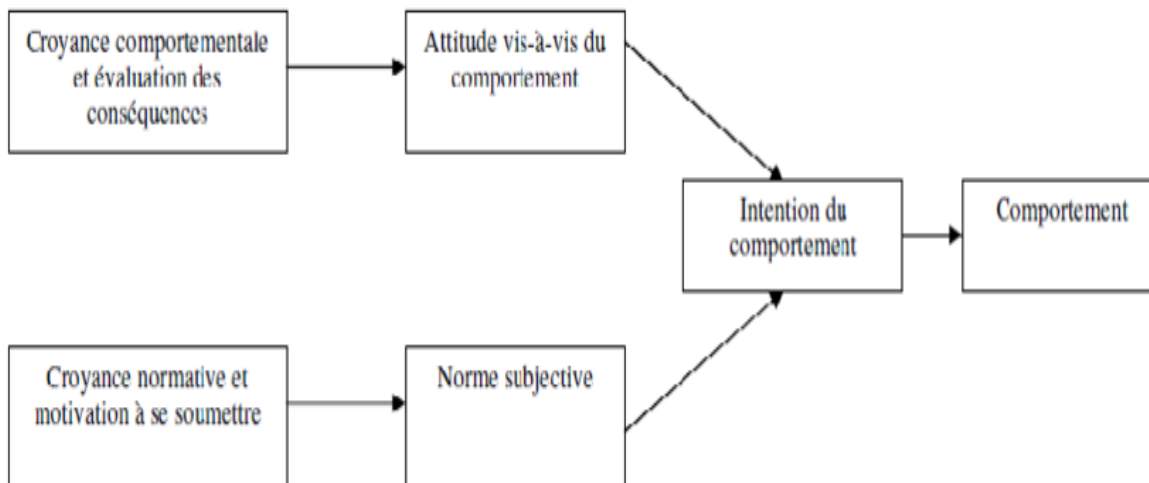 Croyance comportementale
et évaluation des
conséquences
Attitude vis-à-vis du
comportement
Intention du
comportement
Comportement
Croyance normative et
motivation à se soumettre
Norme subjective